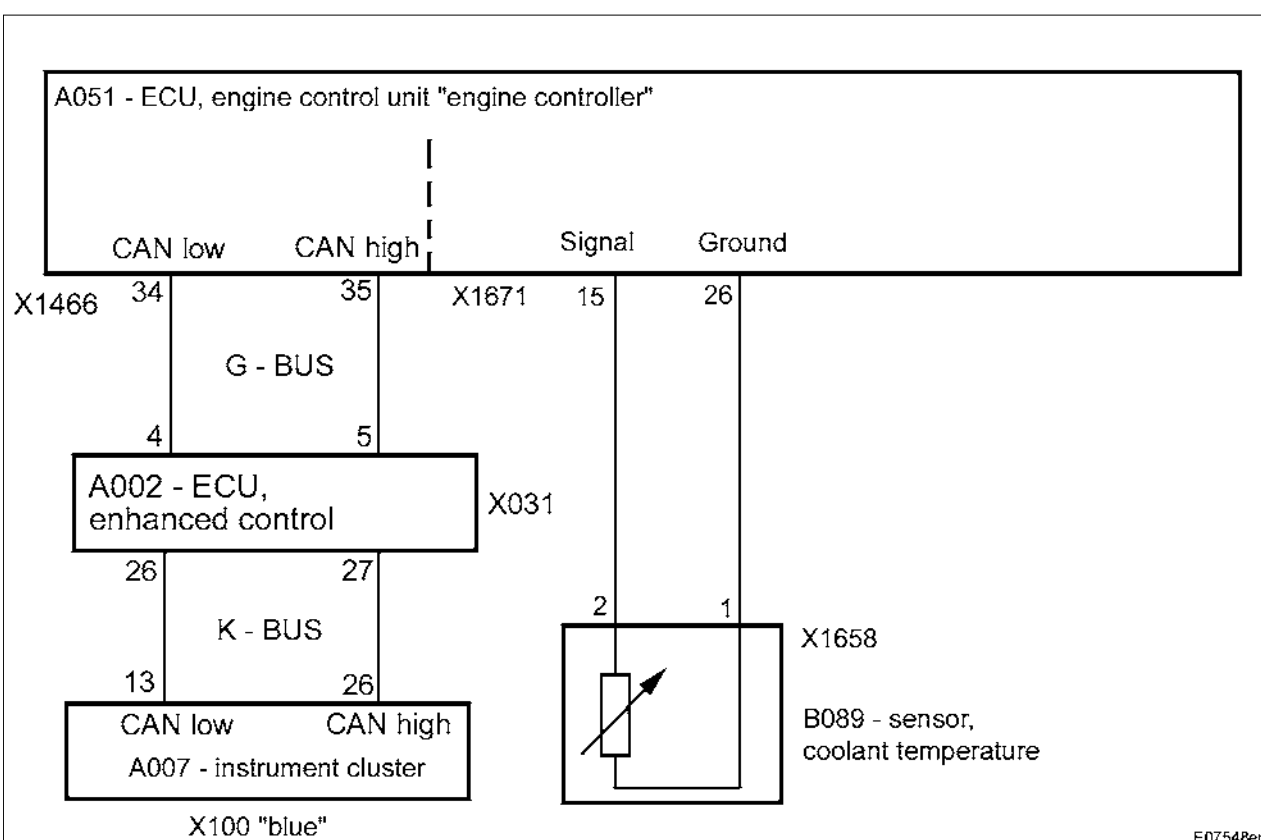 A051 - ECU, engine control unit "engine controller"
CAN low CAN high Signal Ground
X1466 34 35 X1671 15 26
G - BUS
4 5
A002 - ECU,
enhanced control
X031
26 27
2 1
K - BUS
X1658
13 26
CAN low CAN high
B089 - sensor,
coolant temperature
A007 - instrument cluster
X100 "blue"
E07548en